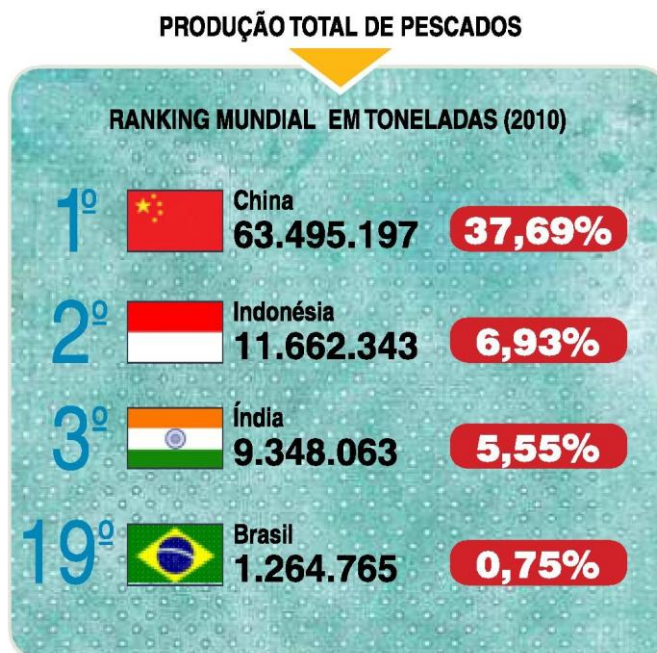 PRODUÇÃO TOTAL DE PESCADOS
RANKING MUNDIAL EM TONELADAS (2010)
1º
China
63.495.197
37,69%
2º
Indonésia
11.662.343
6,93%
3º
Índia
9.348.063
5,55%
19º
Brasil
1.264.765
0,75%